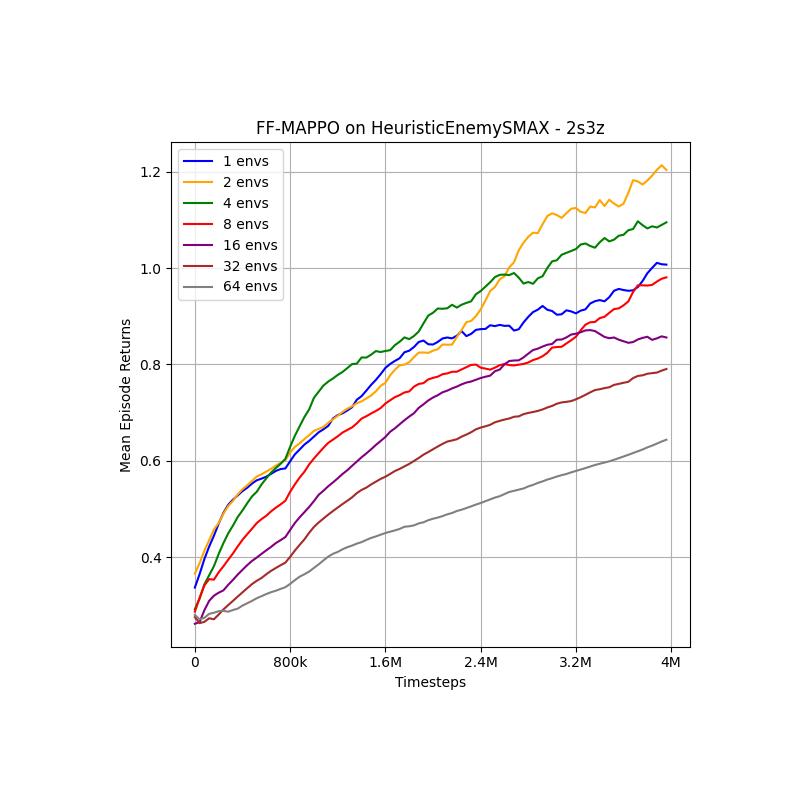 FF-MAPPO on HeuristicEnemySMAX - 2s3z
1 envs
2 envs
4 envs
8 envs
16 envs
32 envs
64 envs
Mean Episode Returns
1.2
1.0
0.8
0.6
0.4
0
800k
1.6M
2.4M
3.2M
4M
Timesteps